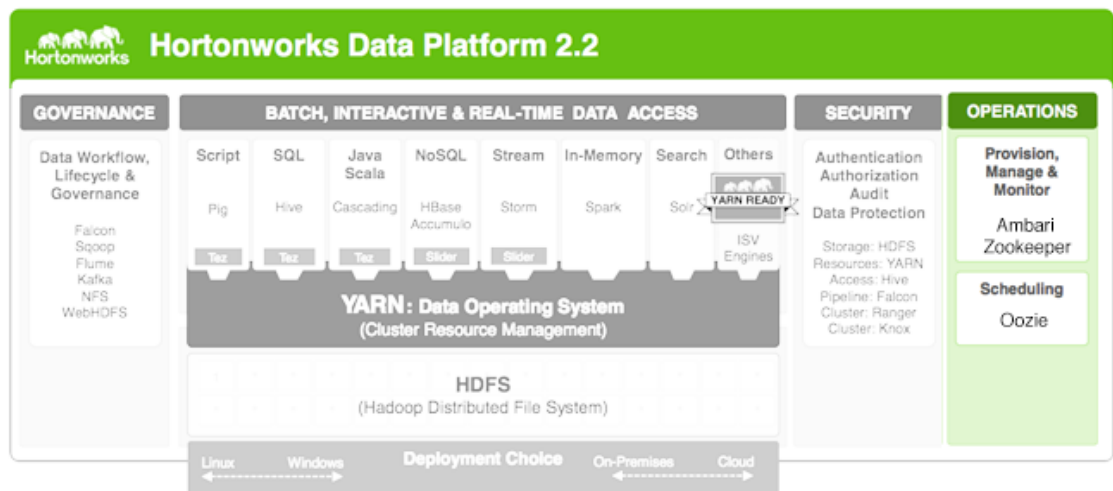 Hortonworks
Hortonworks Data Platform 2.2
GOVERNANCE
Data Workflow,
Lifecycle &
Governance
Falcon
Sqoop
Flume
Kafka
NFS
WebHDFS
BATCH, INTERACTIVE & REAL-TIME DATA ACCESS
Script
Pig
Tez
SQL
Hive
Tez
Java
Scala
Cascading
Tez
NoSQL
HBase
Accumulo
Slider
Stream
Storm
Slider
In-Memory
Spark
Search
Solr
Others
YARN READY
ISV
Engines
YARN : Data Operating System
(Cluster Resource Management)
HDFS
(Hadoop Distributed File System)
Linux Windows Deployment Choice On-Premises Cloud
SECURITY
Authentication
Authorization
Audit
Data Protection
Storage: HDFS
Resources: YARN
Access: Hive
Pipeline: Falcon
Cluster: Ranger
Cluster: Knox
OPERATIONS
Provision,
Manage &
Monitor
Ambari
Zookeeper
Scheduling
Oozie